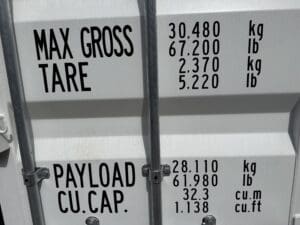 MAX GROSS 30.480 kg
67.200 lb
TARE 2.370 kg
5.220 lb
PAYLOAD 28.110 kg
61.980 lb
CU.CAP. 32.3 cu.m
1.138 cu.ft